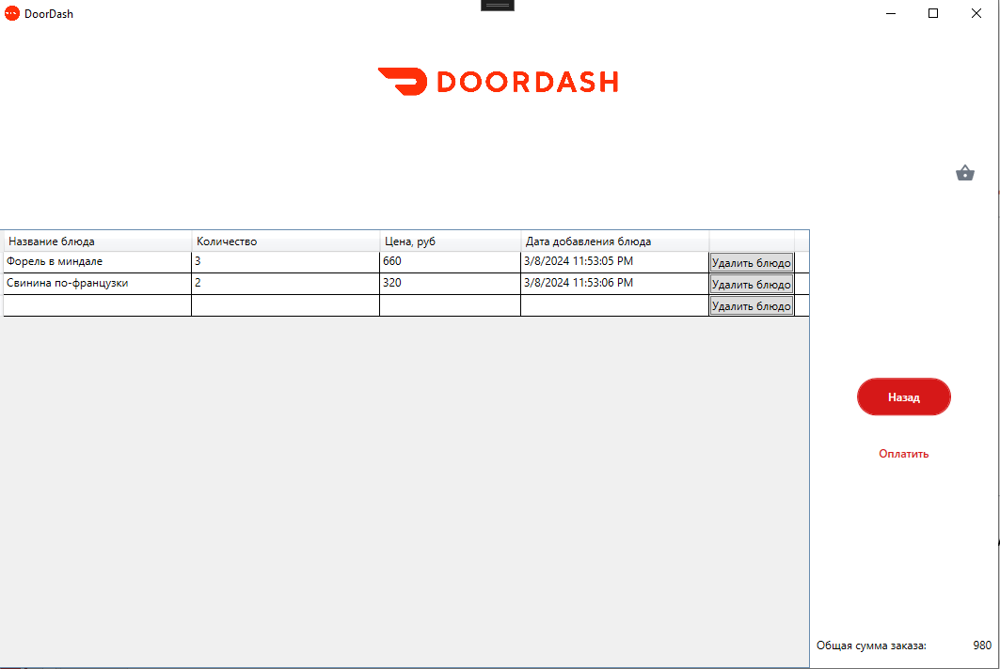 DoorDash
DOORDASH
Название блюда Количество Цена, руб Дата добавления блюда
Форель в миндале 3 660 3/8/2024 11:53:05 PM Удалить блюдо
Свинина по-французки 2 320 3/8/2024 11:53:06 PM Удалить блюдо
Удалить блюдо
Назад
Оплатить
Общая сумма заказа: 980